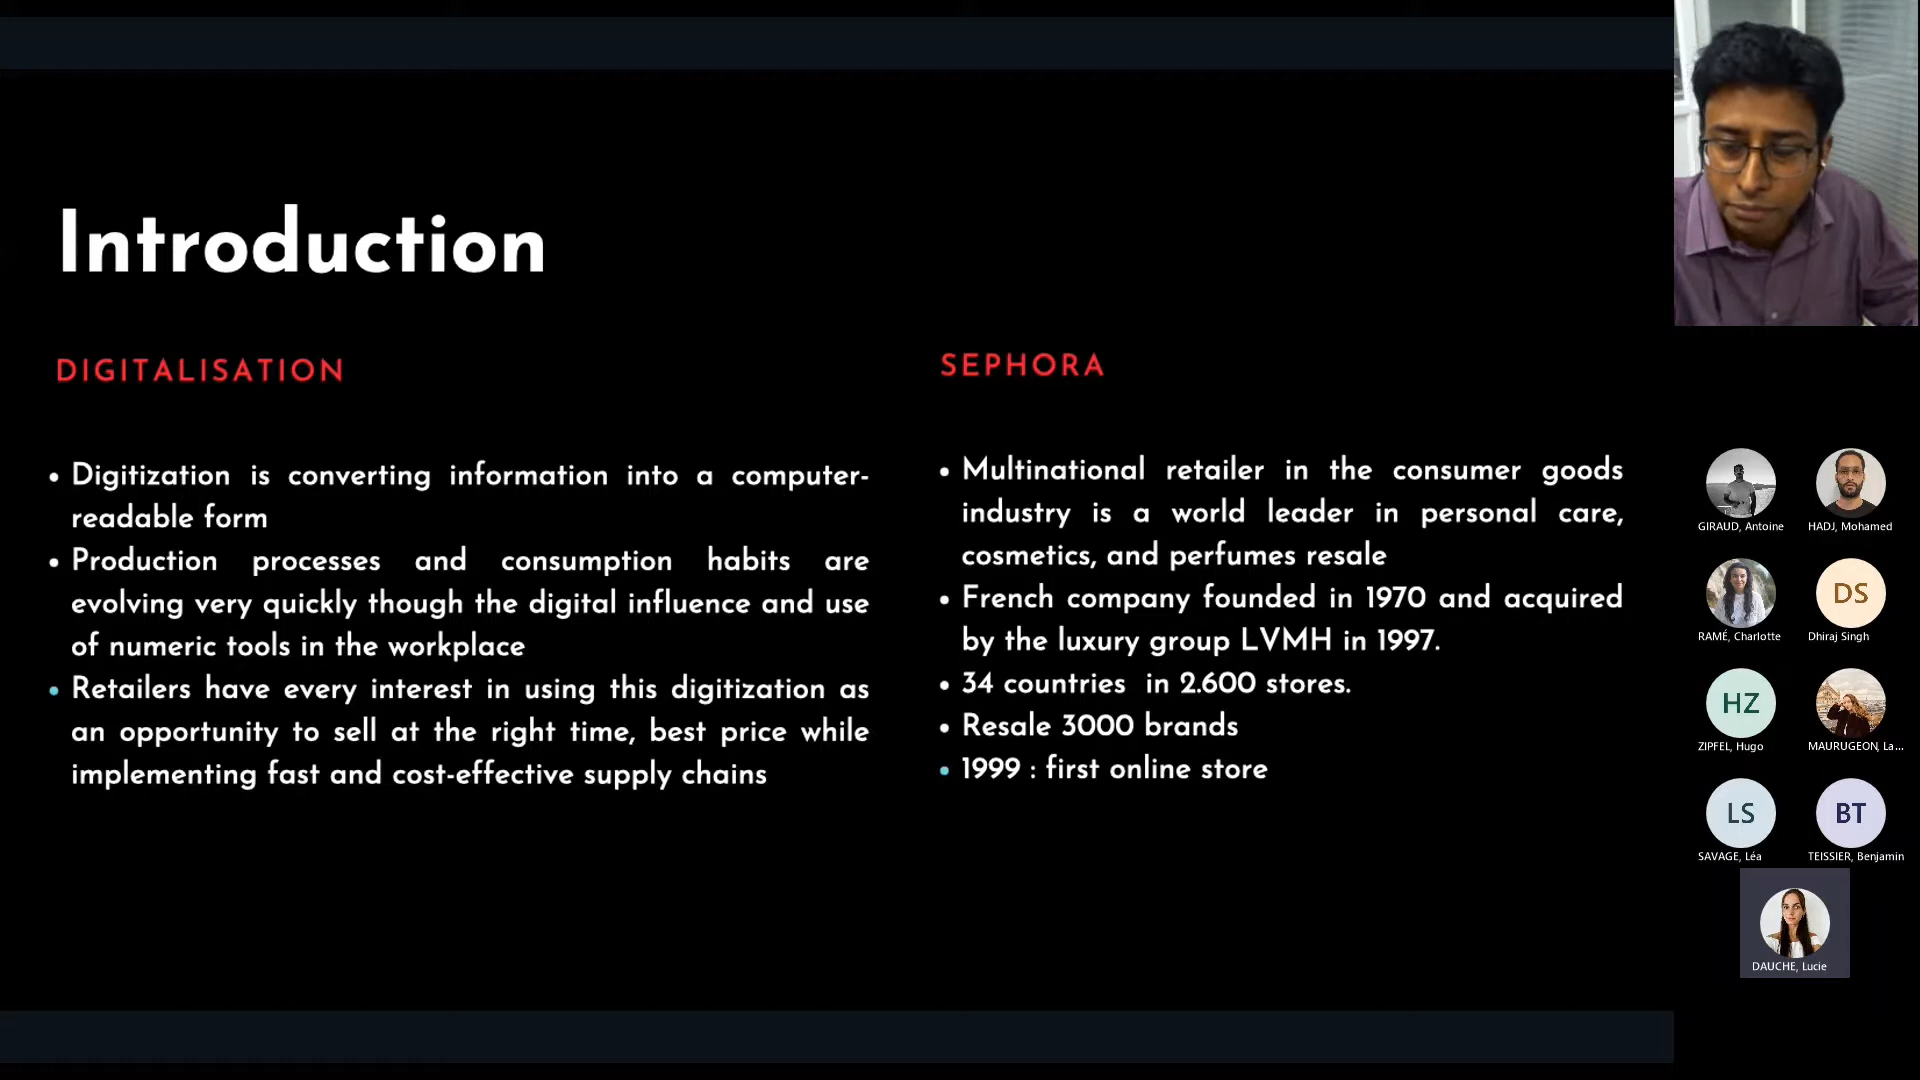 Introduction
DIGITALISATION
• Digitization is converting information into a computer-
readable form
• Production processes and consumption habits are
evolving very quickly though the digital influence and use
of numeric tools in the workplace
• Retailers have every interest in using this digitization as
an opportunity to sell at the right time, best price while
implementing fast and cost-effective supply chains
SEPHORA
• Multinational retailer in the consumer goods
industry is a world leader in personal care,
cosmetics, and perfumes resale
• French company founded in 1970 and acquired
by the luxury group LVMH in 1997.
• 34 countries in 2.600 stores.
• Resale 3000 brands
• 1999 : first online store
GIRAUD, Antoine
HADJ, Mohamed
RAMÉ, Charlotte
DS
Dhiraj Singh
HZ
ZIPFEL, Hugo
MAURUGEON, La...
LS
SAVAGE, Léa
BT
TEISSIER, Benjamin
DAUCHE, Lucie